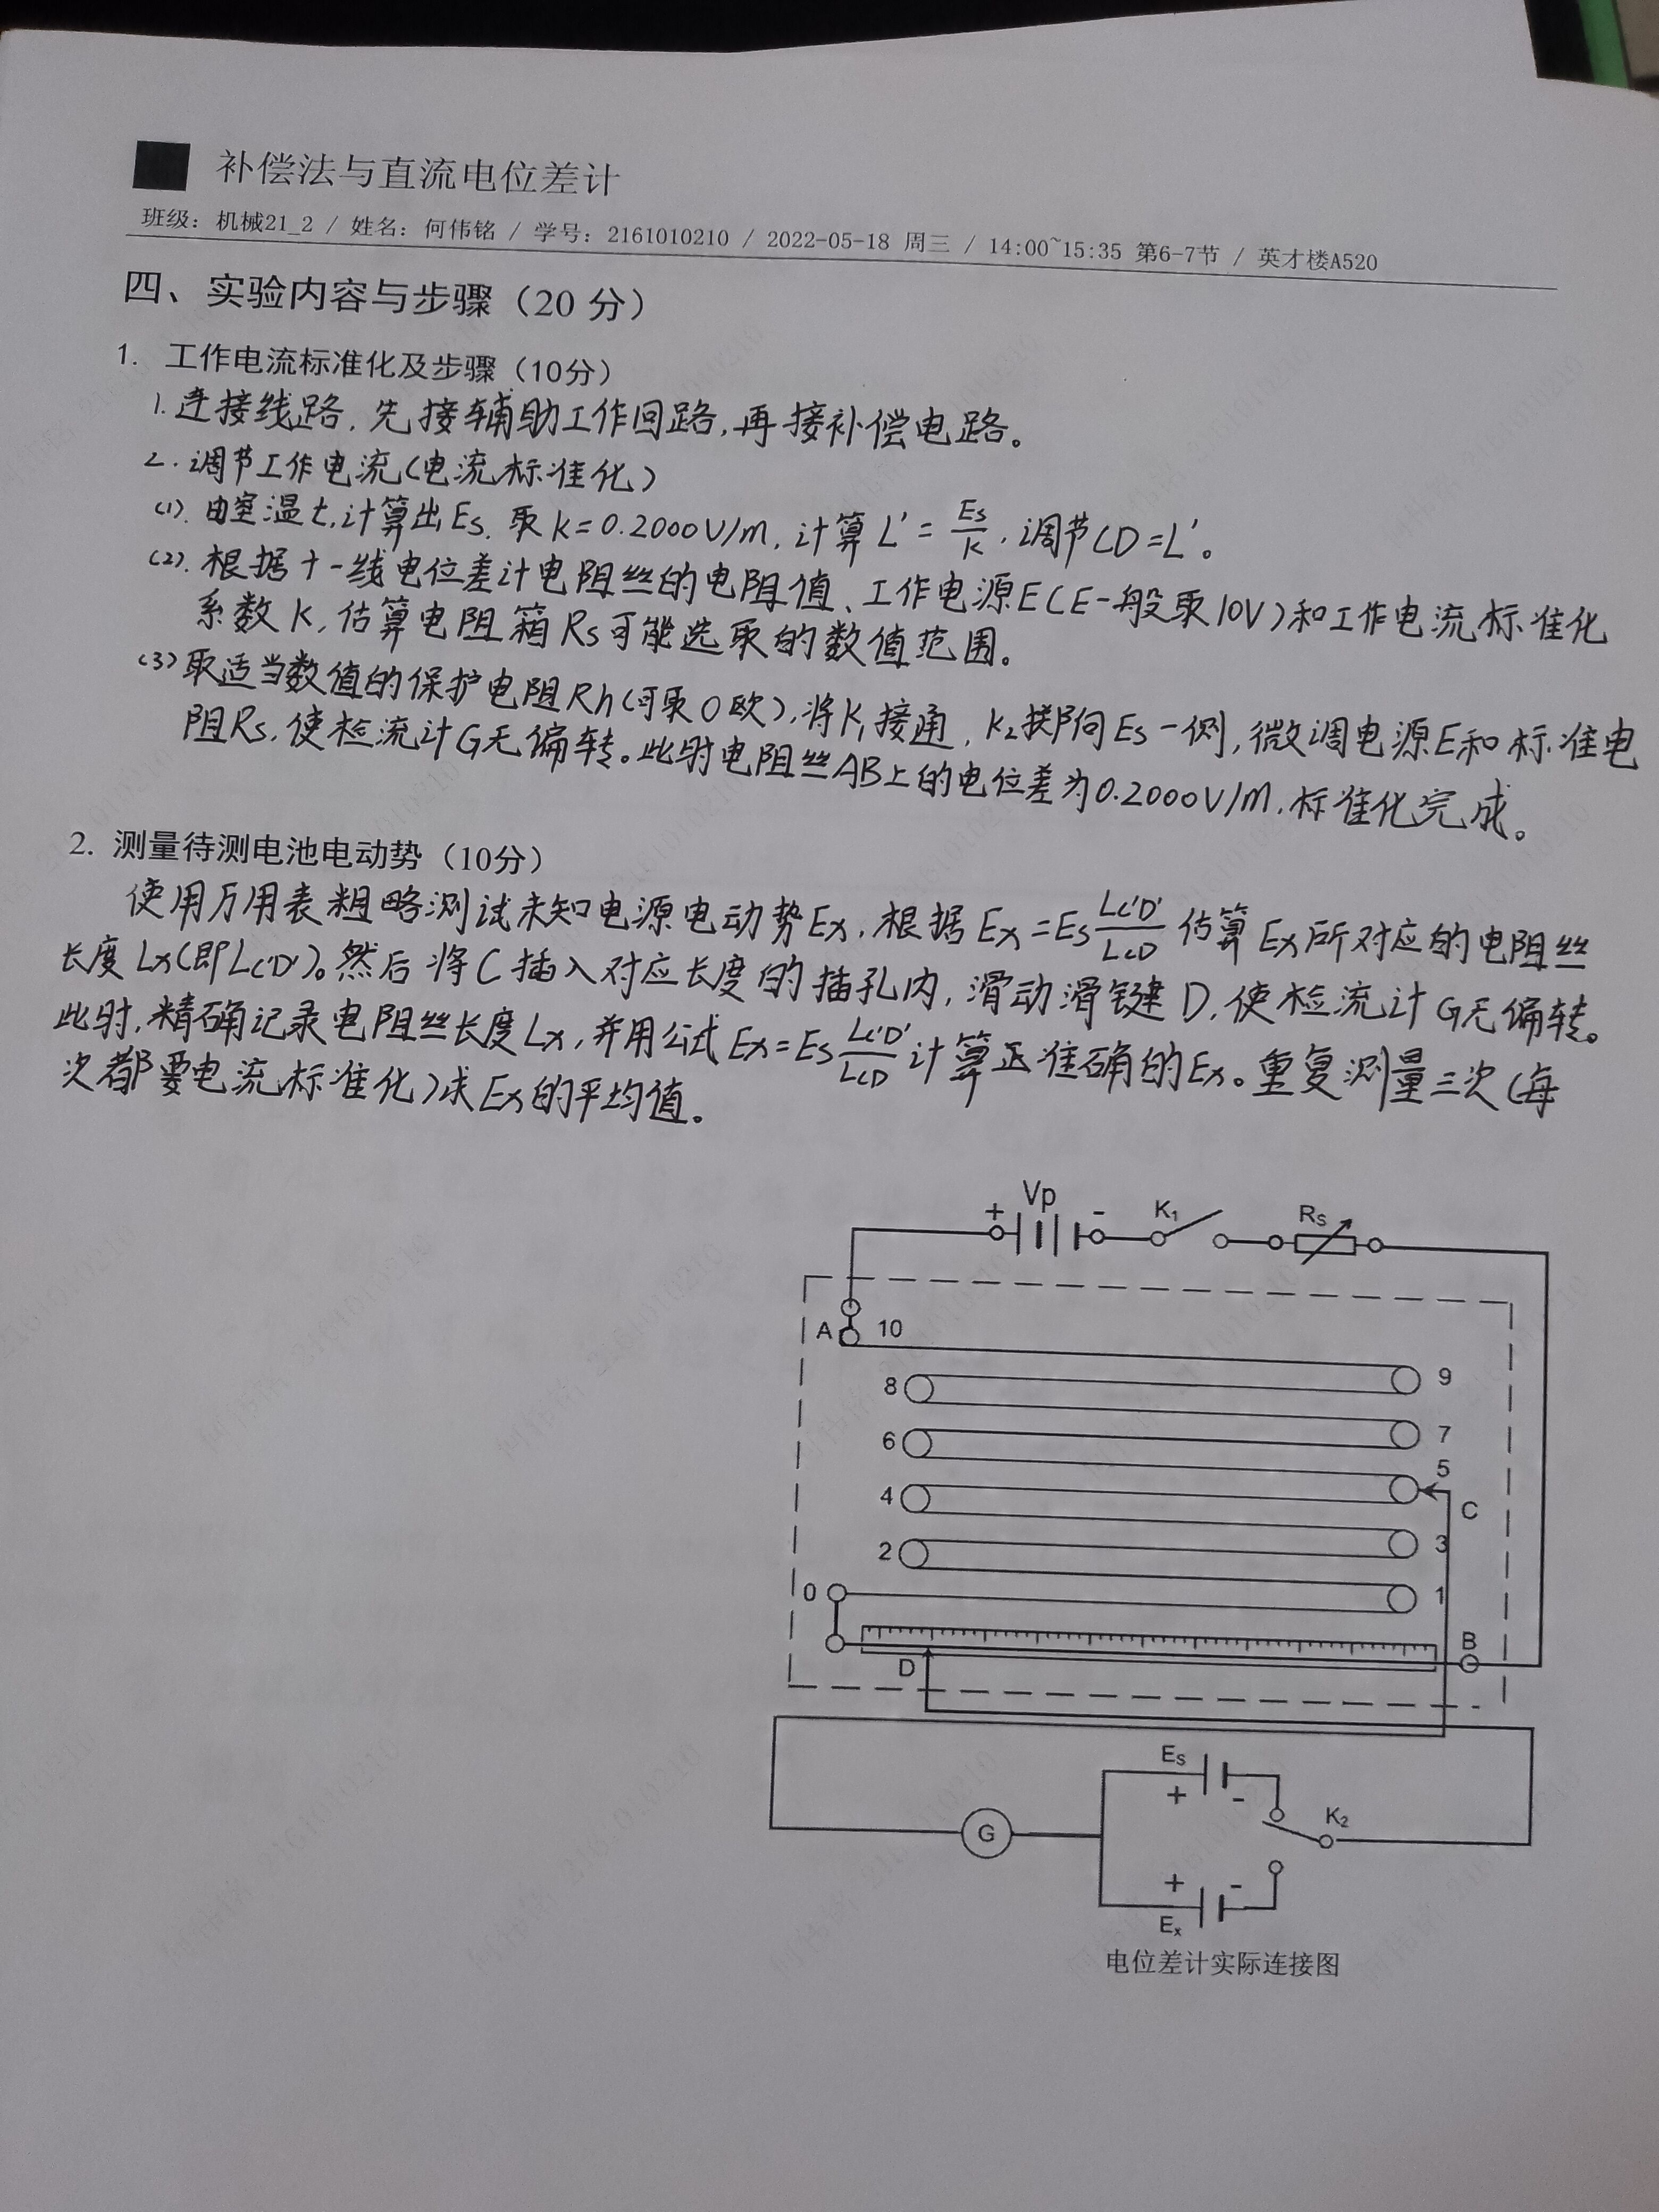 补偿法与直流电位差计
班级：机械21_2 / 姓名：何伟铭 / 学号：2161010210 / 2022-05-18 周三 / 14:00~15:35 第6-7节 / 英才楼A520
四、实验内容与步骤（20 分）
1. 工作电流标准化及步骤（10分）
1. 连接线路，先接辅助工作回路，再接补偿电路。
2. 调节工作电流（电流标准化）
(1). 由室温t，计算出Es. 取 k=0.2000V/m，计算 L' = Es/k，调节CD=L'。
(2). 根据十一线电位差计电阻丝的电阻值、工作电源E（E一般取10V）和工作电流标准化
系数K，估算电阻箱Rs可能选取的数值范围。
(3) 取适当数值的保护电阻Rh（可取0欧），将K1接通，K2掷向Es一侧，微调电源E和标准电
阻Rs，使检流计G无偏转。此时电阻丝AB上的电位差为0.2000V/m，标准化完成。
2. 测量待测电池电动势（10分）
使用万用表粗略测试未知电源电动势Ex，根据 Ex=Es LC'D'/LCD 估算Ex所对应的电阻丝
长度Lx（即LC'D'）。然后将C插入对应长度的插孔内，滑动滑键D，使检流计G无偏转。
此时，精确记录电阻丝长度Lx，并用公式 Ex=Es LC'D'/LCD 计算正准确的Ex。重复测量三次（每
次都要电流标准化）求Ex的平均值。
+ Vp - K1 Rs
A 10
9
8
7
6
5
4
C
3
2
0 1
B
D
Es
+ -
K2
G
+ -
Ex
电位差计实际连接图